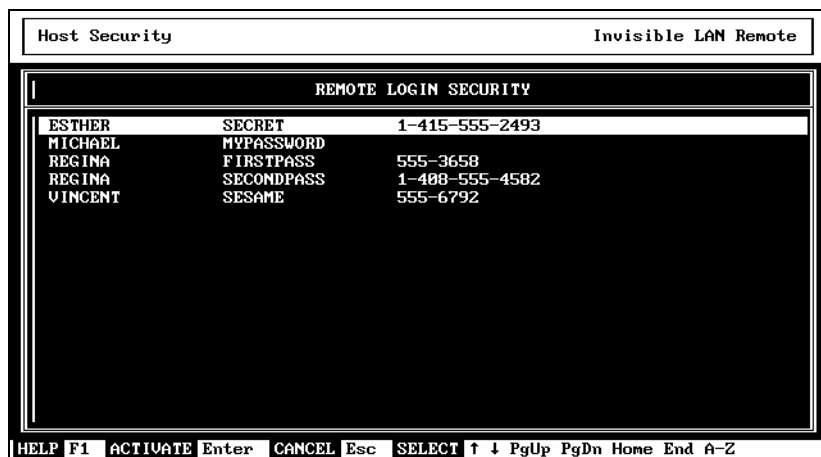 Host Security Invisible LAN Remote
REMOTE LOGIN SECURITY
ESTHER SECRET 1-415-555-2493
MICHAEL MYPASSWORD
REGINA FIRSTPASS 555-3658
REGINA SECONDPASS 1-408-555-4582
VINCENT SESAME 555-6792
HELP F1 ACTIVATE Enter CANCEL Esc SELECT ↑ ↓ PgUp PgDn Home End A-Z